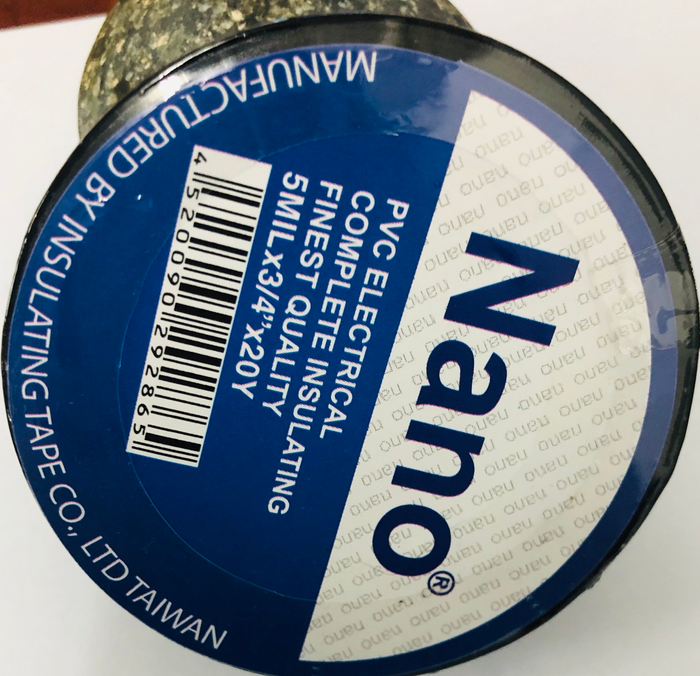 Nano®
PVC ELECTRICAL
COMPLETE INSULATING
FINEST QUALITY
5MILx3/4"x20Y
4 520090 292865
MANUFACTURED BY INSULATING TAPE CO., LTD TAIWAN